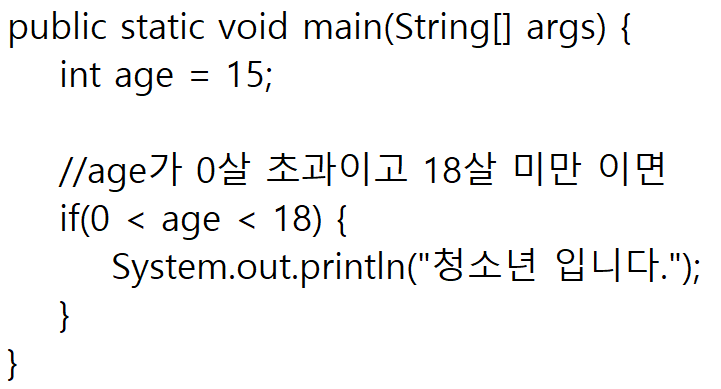 public static void main(String[] args) {
int age = 15;
//age가 0살 초과이고 18살 미만 이면
if(0 < age < 18) {
System.out.println("청소년 입니다.");
}
}